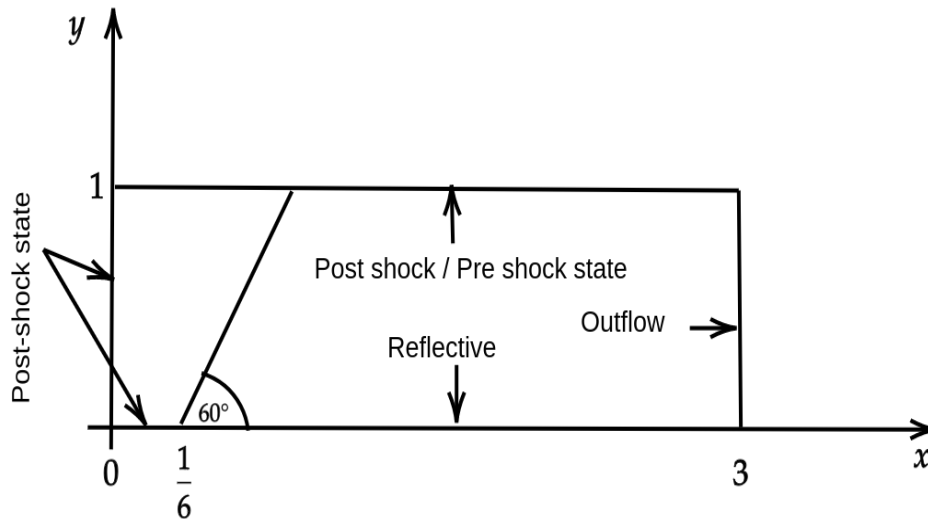 y
1
Post-shock state
Post shock / Pre shock state
Outflow
Reflective
60°
0
1
6
3
x